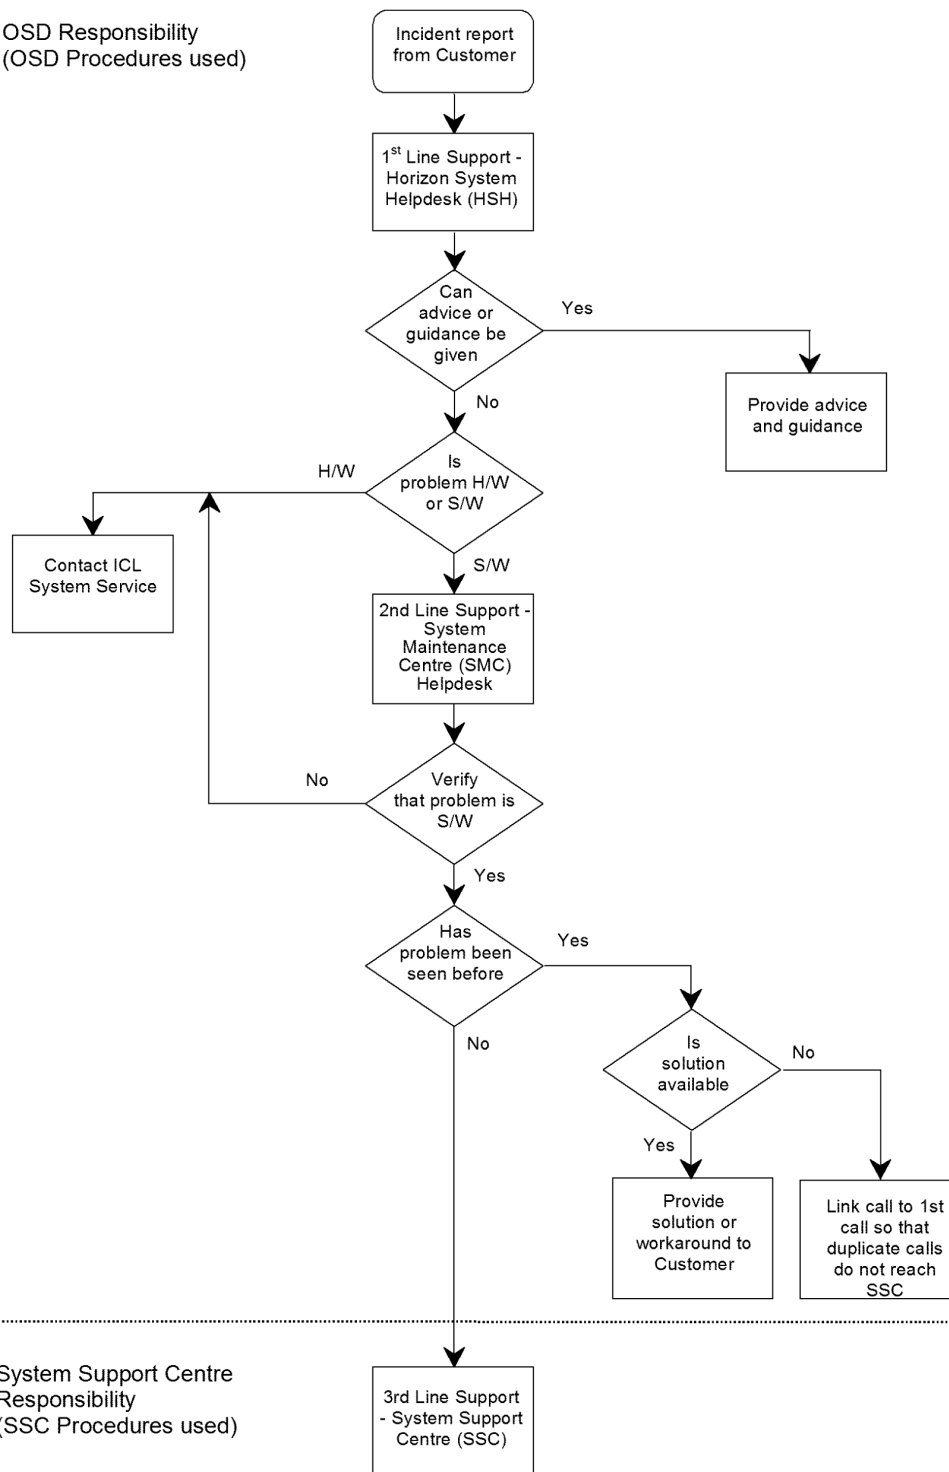 OSD Responsibility
(OSD Procedures used)
Incident report
from Customer
1st Line Support -
Horizon System
Helpdesk (HSH)
Can
advice or
guidance be
given
Yes
No
Provide advice
and guidance
Is
problem H/W
or S/W
H/W
S/W
Contact ICL
System Service
2nd Line Support -
System
Maintenance
Centre (SMC)
Helpdesk
Verify
that problem is
S/W
No
Yes
Has
problem been
seen before
Yes
No
Is
solution
available
No
Yes
Provide
solution or
workaround to
Customer
Link call to 1st
call so that
duplicate calls
do not reach
SSC
System Support Centre
Responsibility
(SSC Procedures used)
3rd Line Support
- System Support
Centre (SSC)